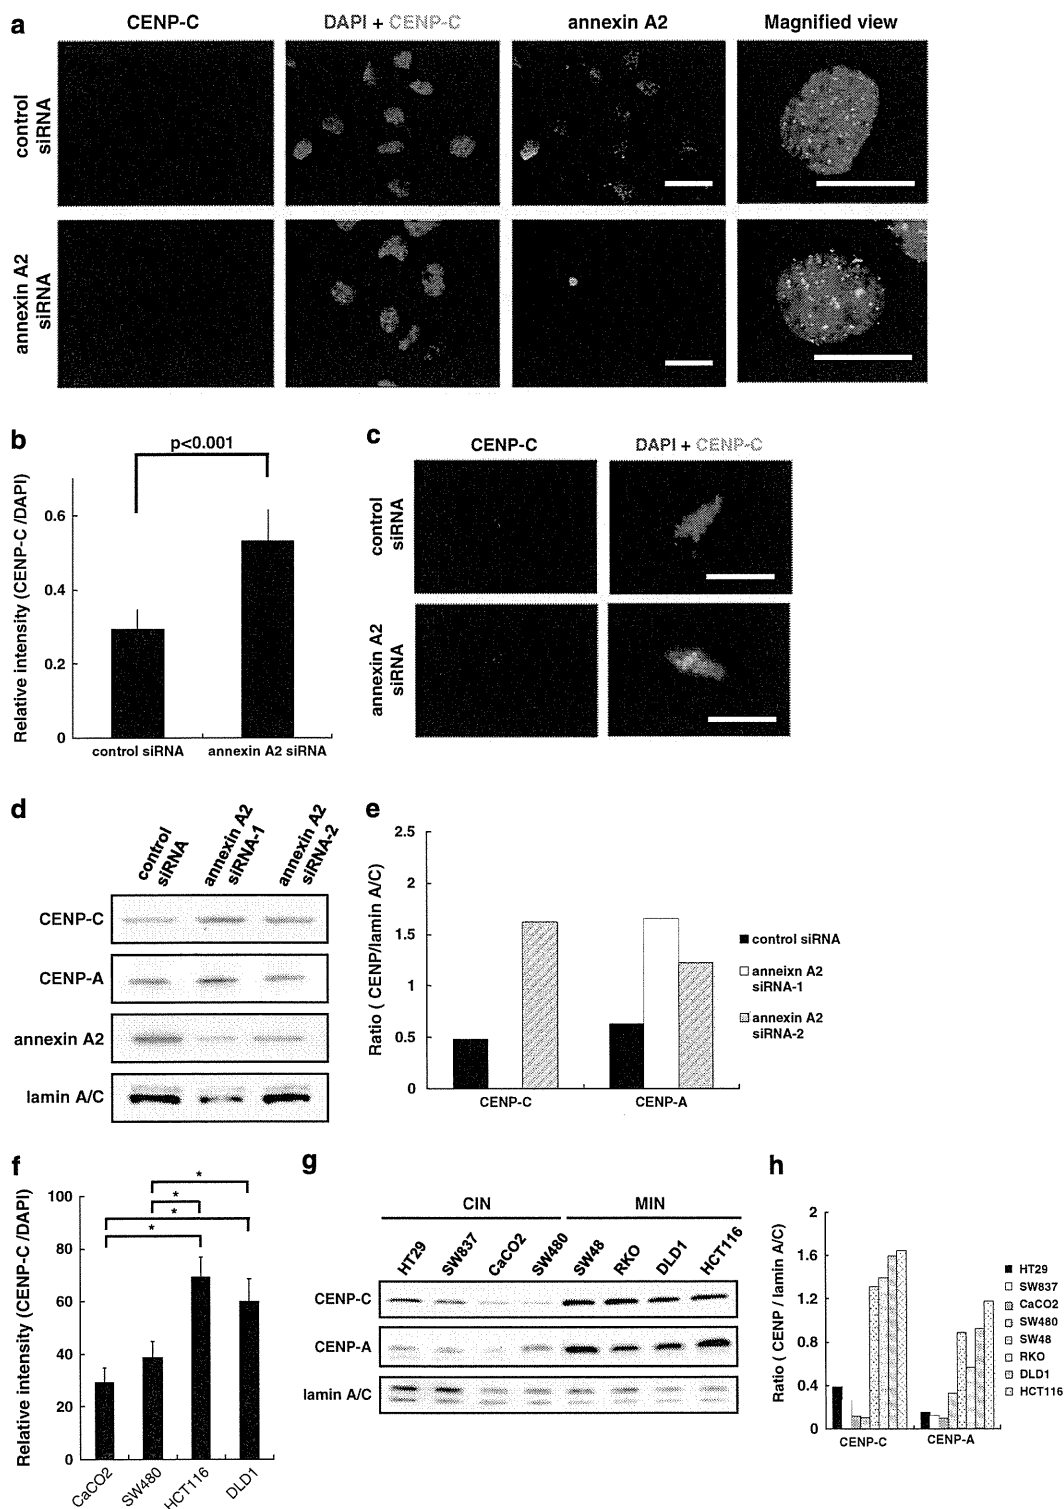 a
CENP-C
DAPI + CENP-C
annexin A2
Magnified view
control
siRNA
annexin A2
siRNA
b
p<0.001
Relative intensity (CENP-C /DAPI)
0.6
0.4
0.2
0
control siRNA
annexin A2 siRNA
c
CENP-C
DAPI + CENP-C
control
siRNA
annexin A2
siRNA
d
control
siRNA
annexin A2
siRNA-1
annexin A2
siRNA-2
CENP-C
CENP-A
annexin A2
lamin A/C
e
Ratio ( CENP/lamin A/C)
2.5
2
1.5
1
0.5
0
CENP-C
CENP-A
control siRNA
anneixn A2
siRNA-1
annexin A2
siRNA-2
f
Relative intensity (CENP-C /DAPI)
100
80
60
40
20
0
*
*
*
*
CaCO2
SW480
HCT116
DLD1
g
CIN
MIN
HT29
SW837
CaCO2
SW480
SW48
RKO
DLD1
HCT116
CENP-C
CENP-A
lamin A/C
h
Ratio ( CENP / lamin A/C)
2
1.6
1.2
0.8
0.4
0
CENP-C
CENP-A
HT29
SW837
CaCO2
SW480
SW48
RKO
DLD1
HCT116